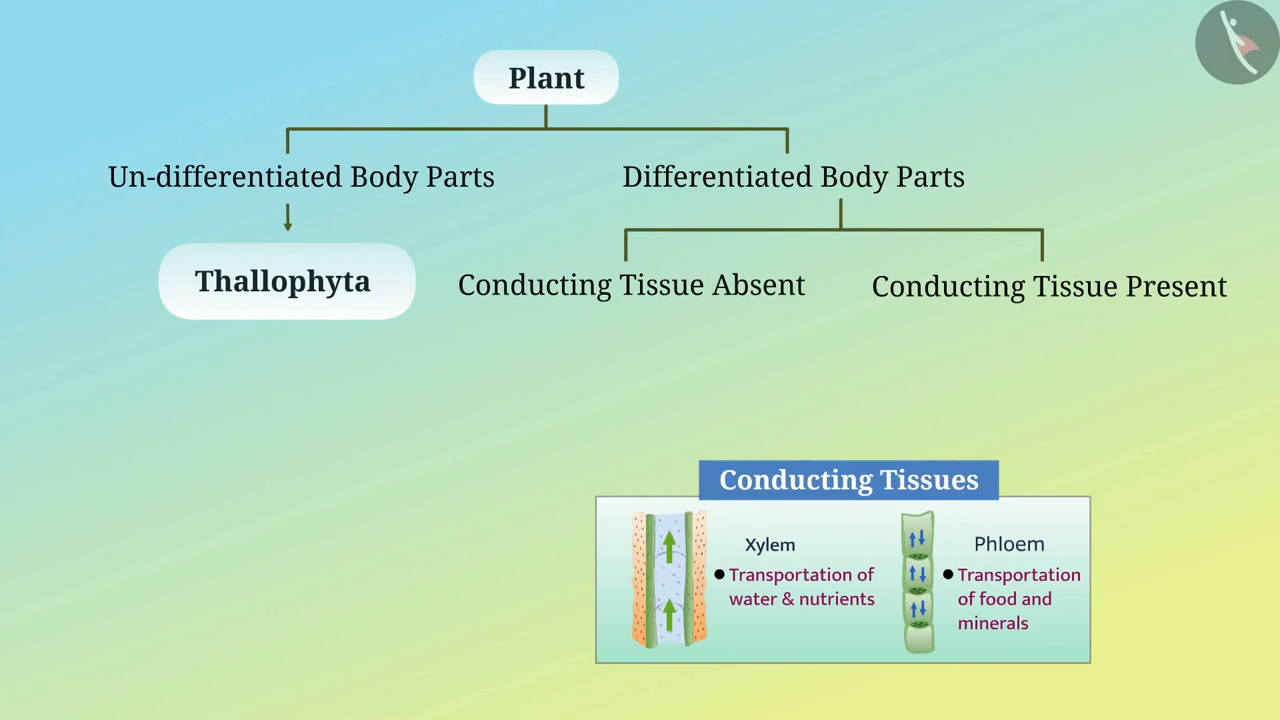 Plant
Un-differentiated Body Parts
Differentiated Body Parts
Thallophyta
Conducting Tissue Absent
Conducting Tissue Present
Conducting Tissues
Xylem
● Transportation of
water & nutrients
Phloem
● Transportation
of food and
minerals